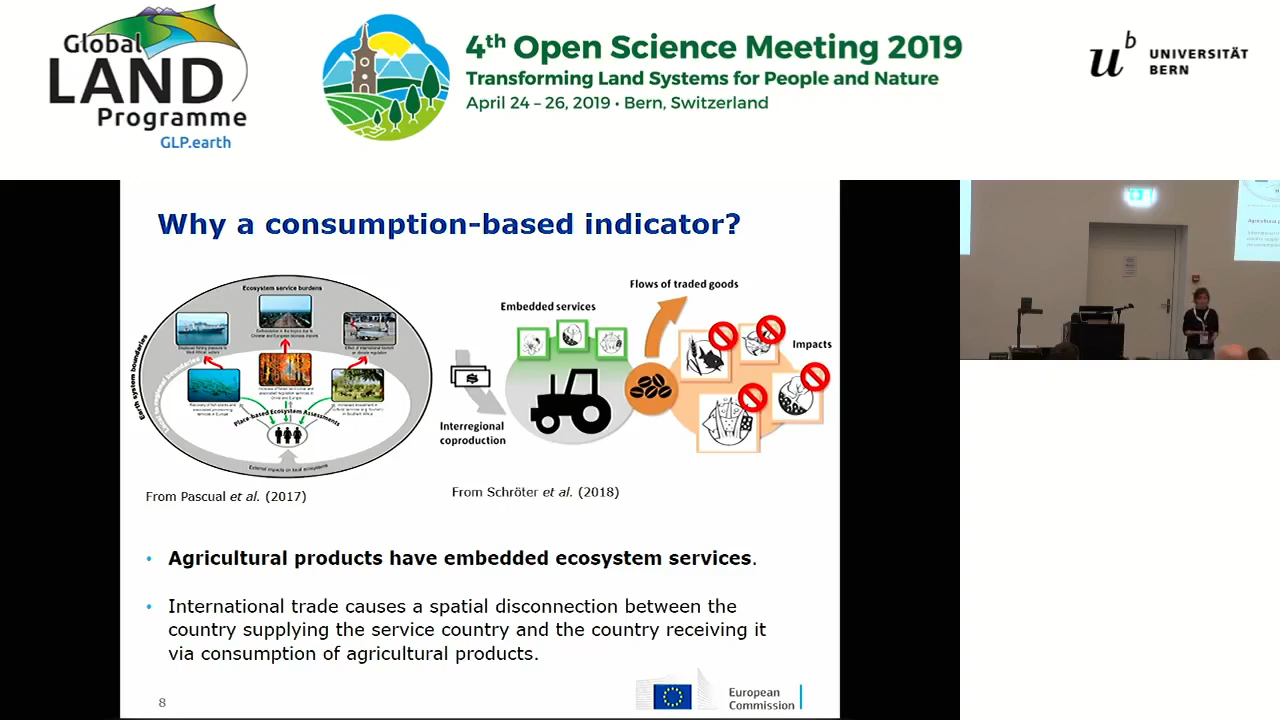 Global
LAND
Programme
GLP.earth
4th Open Science Meeting 2019
Transforming Land Systems for People and Nature
April 24 – 26, 2019 • Bern, Switzerland
u b
UNIVERSITÄT
BERN
Why a consumption-based indicator?
Ecosystem service burdens
Earth system boundaries
Place-based Ecosystem Assessments
External impacts on local ecosystems
From Pascual et al. (2017)
Flows of traded goods
Embedded services
Impacts
Interregional
coproduction
From Schröter et al. (2018)
• Agricultural products have embedded ecosystem services.
• International trade causes a spatial disconnection between the
country supplying the service country and the country receiving it
via consumption of agricultural products.
8
European
Commission